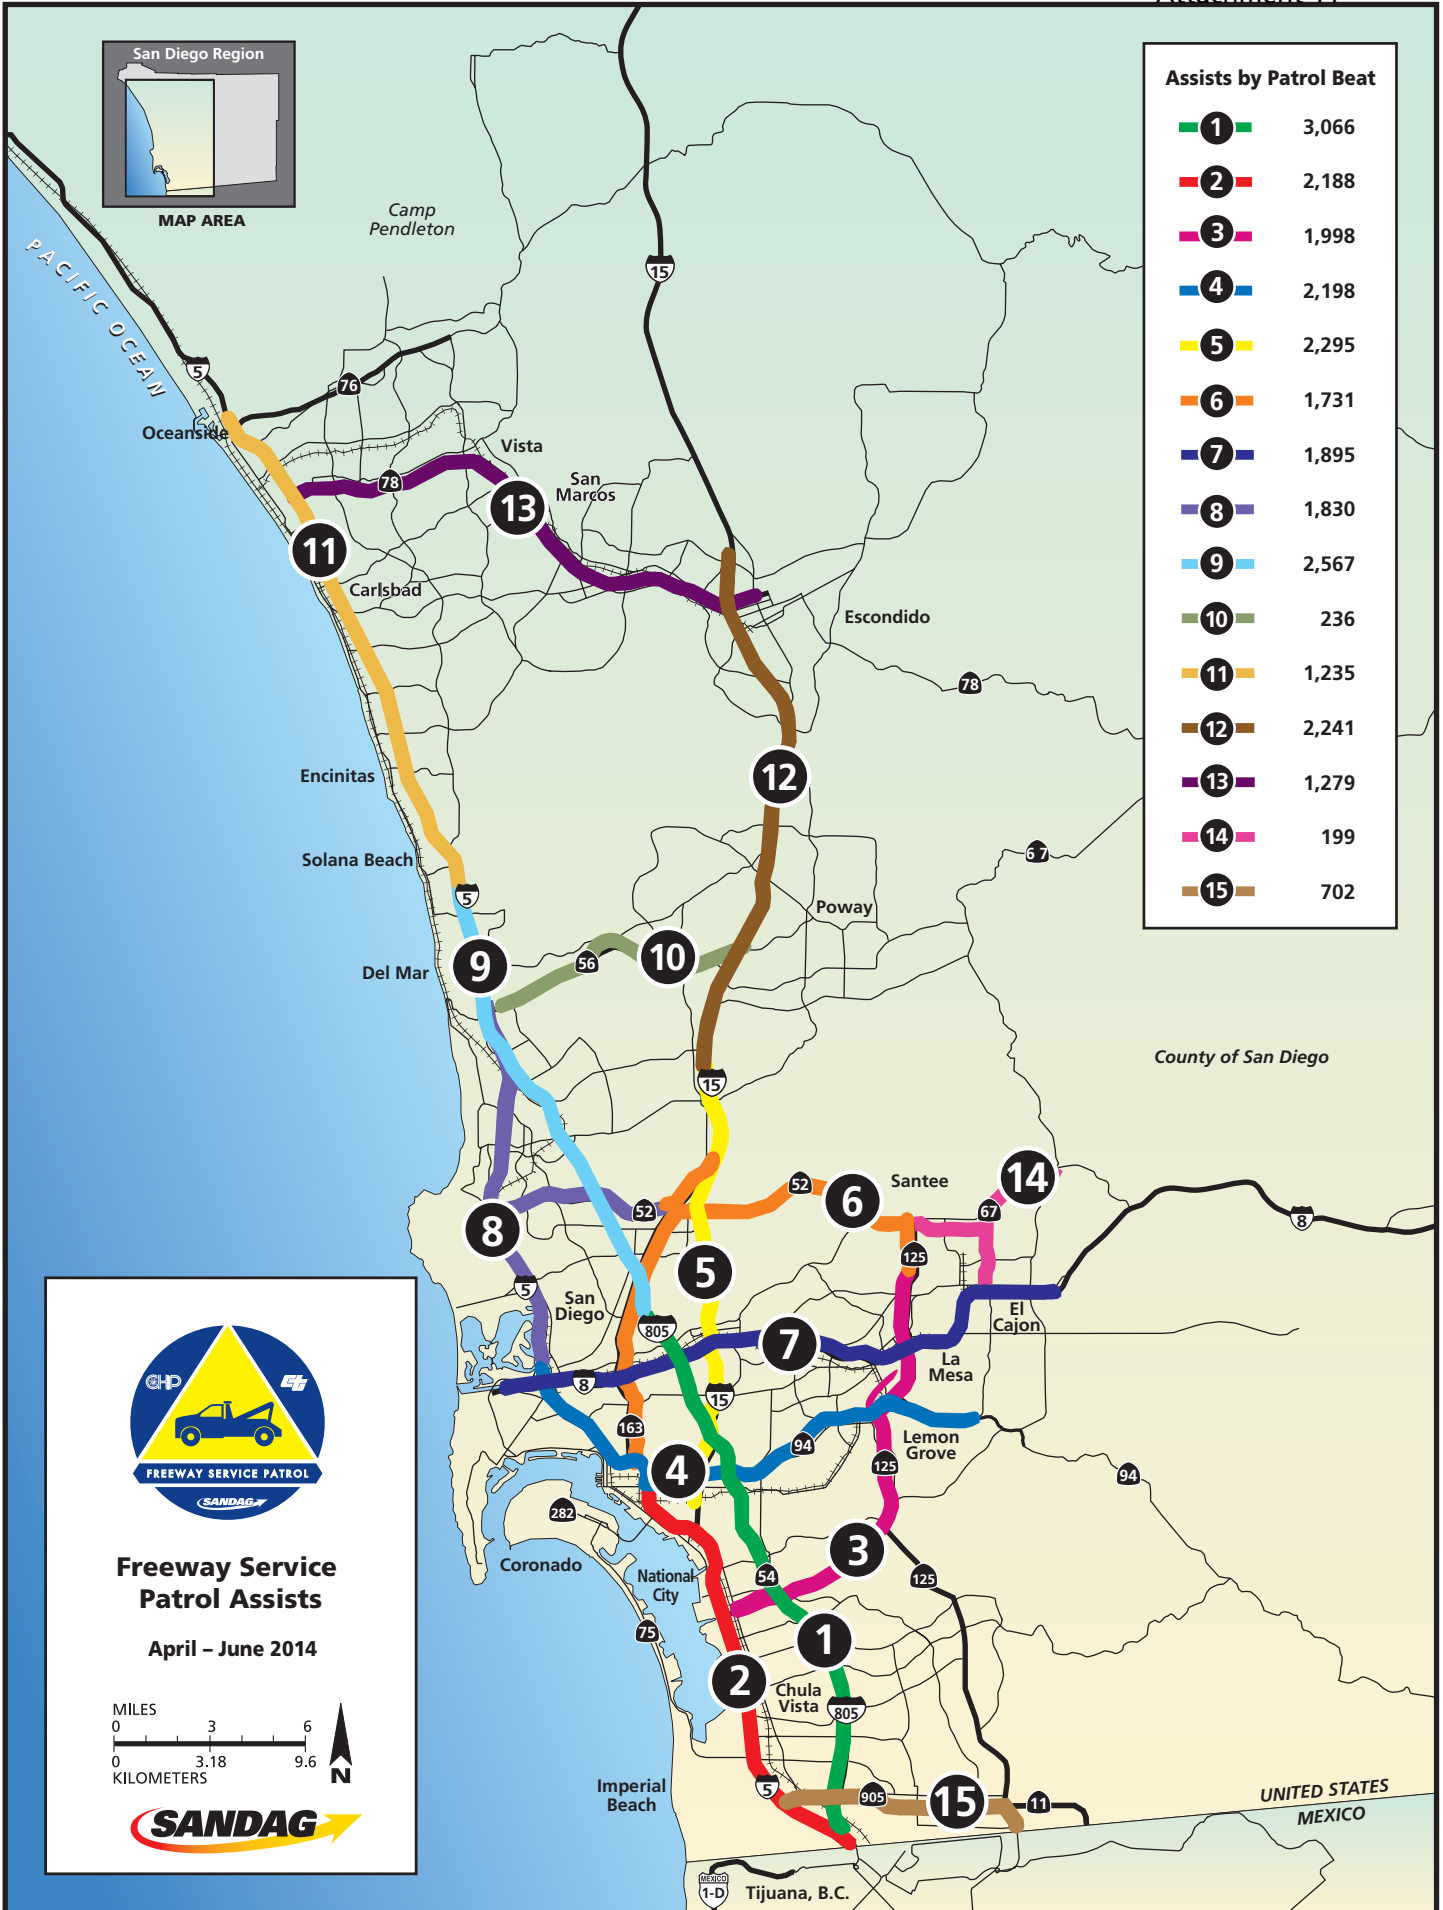 San Diego Region
MAP AREA
Assists by Patrol Beat
1 3,066
2 2,188
3 1,998
4 2,198
5 2,295
6 1,731
7 1,895
8 1,830
9 2,567
10 236
11 1,235
12 2,241
13 1,279
14 199
15 702
Camp
Pendleton
15
PACIFIC OCEAN
5
76
Oceanside
Vista
78
San
Marcos
13
11
Carlsbad
Escondido
78
Encinitas
12
Solana Beach
67
5
Poway
9
Del Mar
56
10
County of San Diego
15
52
6
Santee
14
67
8
52
8
125
5
5
San
Diego
805
El
Cajon
7
La
Mesa
8
15
163
94
Lemon
Grove
4
125
94
282
Coronado
3
National
City
54
125
75
1
2
Chula
Vista
805
Imperial
Beach
5
905
15
11
UNITED STATES
MEXICO
MEXICO
1-D
Tijuana, B.C.
CHP
ct
FREEWAY SERVICE PATROL
SANDAG
Freeway Service
Patrol Assists
April – June 2014
MILES
0 3 6
0 3.18 9.6
KILOMETERS
N
SANDAG